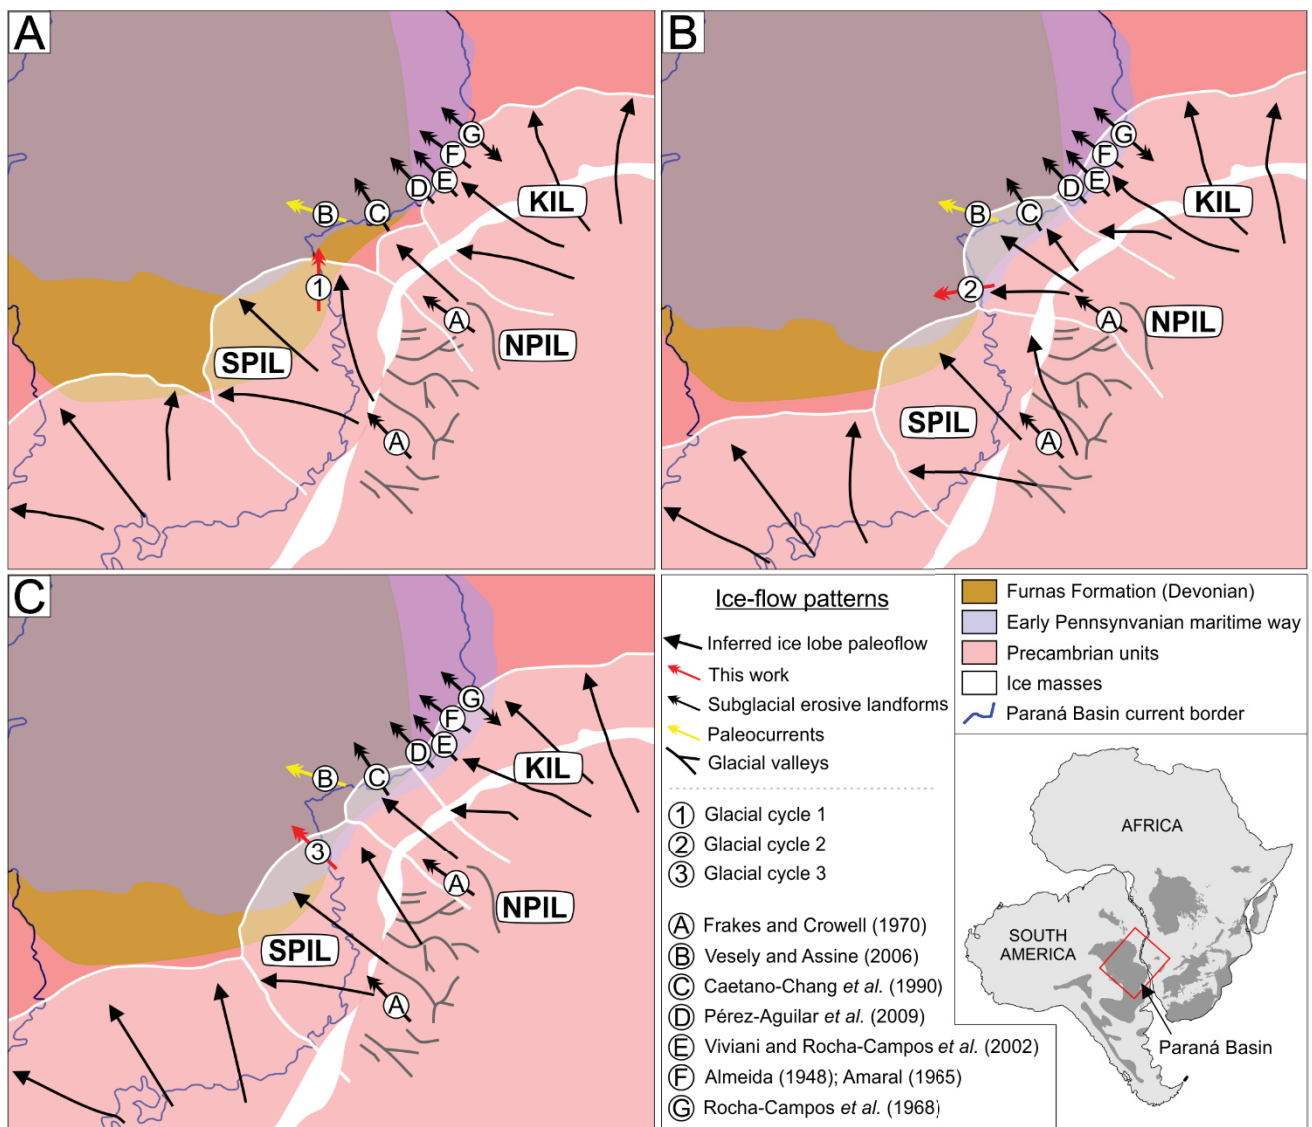 A
G
F
E
D
C
B
KIL
1
A
NPIL
SPIL
A
B
G
F
E
D
C
B
KIL
2
A
NPIL
SPIL
A
C
G
F
E
D
C
B
KIL
3
A
NPIL
SPIL
A
Ice-flow patterns
Inferred ice lobe paleoflow
This work
Subglacial erosive landforms
Paleocurrents
Glacial valleys
1 Glacial cycle 1
2 Glacial cycle 2
3 Glacial cycle 3
A Frakes and Crowell (1970)
B Vesely and Assine (2006)
C Caetano-Chang et al. (1990)
D Pérez-Aguilar et al. (2009)
E Viviani and Rocha-Campos et al. (2002)
F Almeida (1948); Amaral (1965)
G Rocha-Campos et al. (1968)
Furnas Formation (Devonian)
Early Pennsynvanian maritime way
Precambrian units
Ice masses
Paraná Basin current border
AFRICA
SOUTH
AMERICA
Paraná Basin